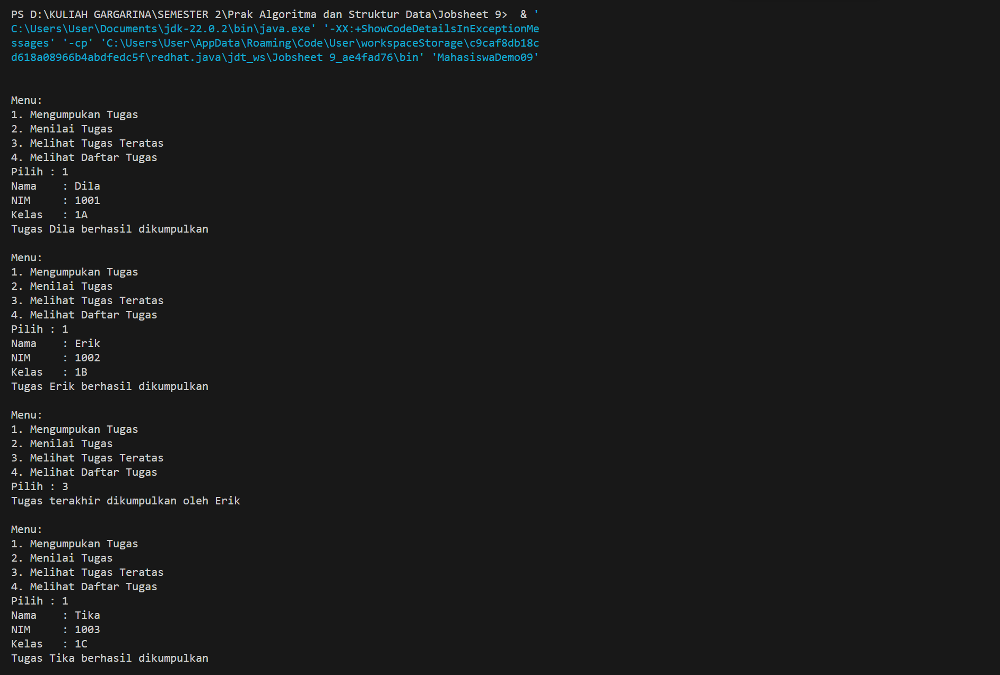 PS D:\KULIAH GARGARINA\SEMESTER 2\Prak Algoritma dan Struktur Data\Jobsheet 9>  & '
C:\Users\User\Documents\jdk-22.0.2\bin\java.exe' '-XX:+ShowCodeDetailsInExceptionMe
ssages' '-cp' 'C:\Users\User\AppData\Roaming\Code\User\workspaceStorage\c9caf8db18c
d618a08966b4abdfedc5f\redhat.java\jdt_ws\Jobsheet 9_ae4fad76\bin' 'MahasiswaDemo09'
Menu:
1. Mengumpukan Tugas
2. Menilai Tugas
3. Melihat Tugas Teratas
4. Melihat Daftar Tugas
Pilih : 1
Nama    : Dila
NIM     : 1001
Kelas   : 1A
Tugas Dila berhasil dikumpulkan
Menu:
1. Mengumpukan Tugas
2. Menilai Tugas
3. Melihat Tugas Teratas
4. Melihat Daftar Tugas
Pilih : 1
Nama    : Erik
NIM     : 1002
Kelas   : 1B
Tugas Erik berhasil dikumpulkan
Menu:
1. Mengumpukan Tugas
2. Menilai Tugas
3. Melihat Tugas Teratas
4. Melihat Daftar Tugas
Pilih : 3
Tugas terakhir dikumpulkan oleh Erik
Menu:
1. Mengumpukan Tugas
2. Menilai Tugas
3. Melihat Tugas Teratas
4. Melihat Daftar Tugas
Pilih : 1
Nama    : Tika
NIM     : 1003
Kelas   : 1C
Tugas Tika berhasil dikumpulkan